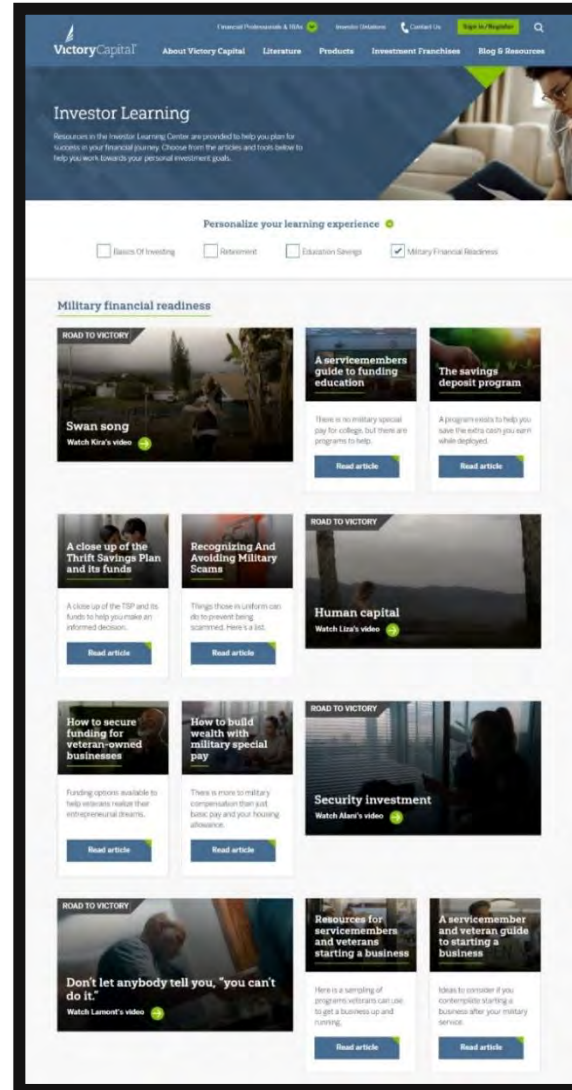 Financial Professionals & RIAs
Investor Relations
Contact Us
Sign In/Register
VictoryCapital
About Victory Capital
Literature
Products
Investment Franchises
Blog & Resources
Investor Learning
Resources in the Investor Learning Center are provided to help you plan for
success in your financial journey. Choose from the articles and tools below to
help you work towards your personal investment goals.
Personalize your learning experience
Basics Of Investing
Retirement
Education Savings
Military Financial Readiness
Military financial readiness
ROAD TO VICTORY
Swan song
Watch Kira's video
A servicemembers
guide to funding
education
There is no military special
pay for college, but there are
programs to help.
Read article
The savings
deposit program
A program exists to help you
save the extra cash you earn
while deployed.
Read article
A close up of the
Thrift Savings Plan
and its funds
A close up of the TSP and its
funds to help you make an
informed decision.
Read article
Recognizing And
Avoiding Military
Scams
Things those in uniform can
do to prevent being
scammed. Here's a list.
Read article
ROAD TO VICTORY
Human capital
Watch Liza's video
How to secure
funding for
veteran-owned
businesses
Funding options available to
help veterans realize their
entrepreneurial dreams.
Read article
How to build
wealth with
military special
pay
There is more to military
compensation than just
basic pay and your housing
allowance.
Read article
ROAD TO VICTORY
Security investment
Watch Alani's video
ROAD TO VICTORY
Don't let anybody tell you, "you can't
do it."
Watch Lamont's video
Resources for
servicemembers
and veterans
starting a business
Here is a sampling of
programs veterans can use
to get a business up and
running.
Read article
A servicemember
and veteran guide
to starting a
business
Ideas to consider if you
contemplate starting a
business after your military
service.
Read article